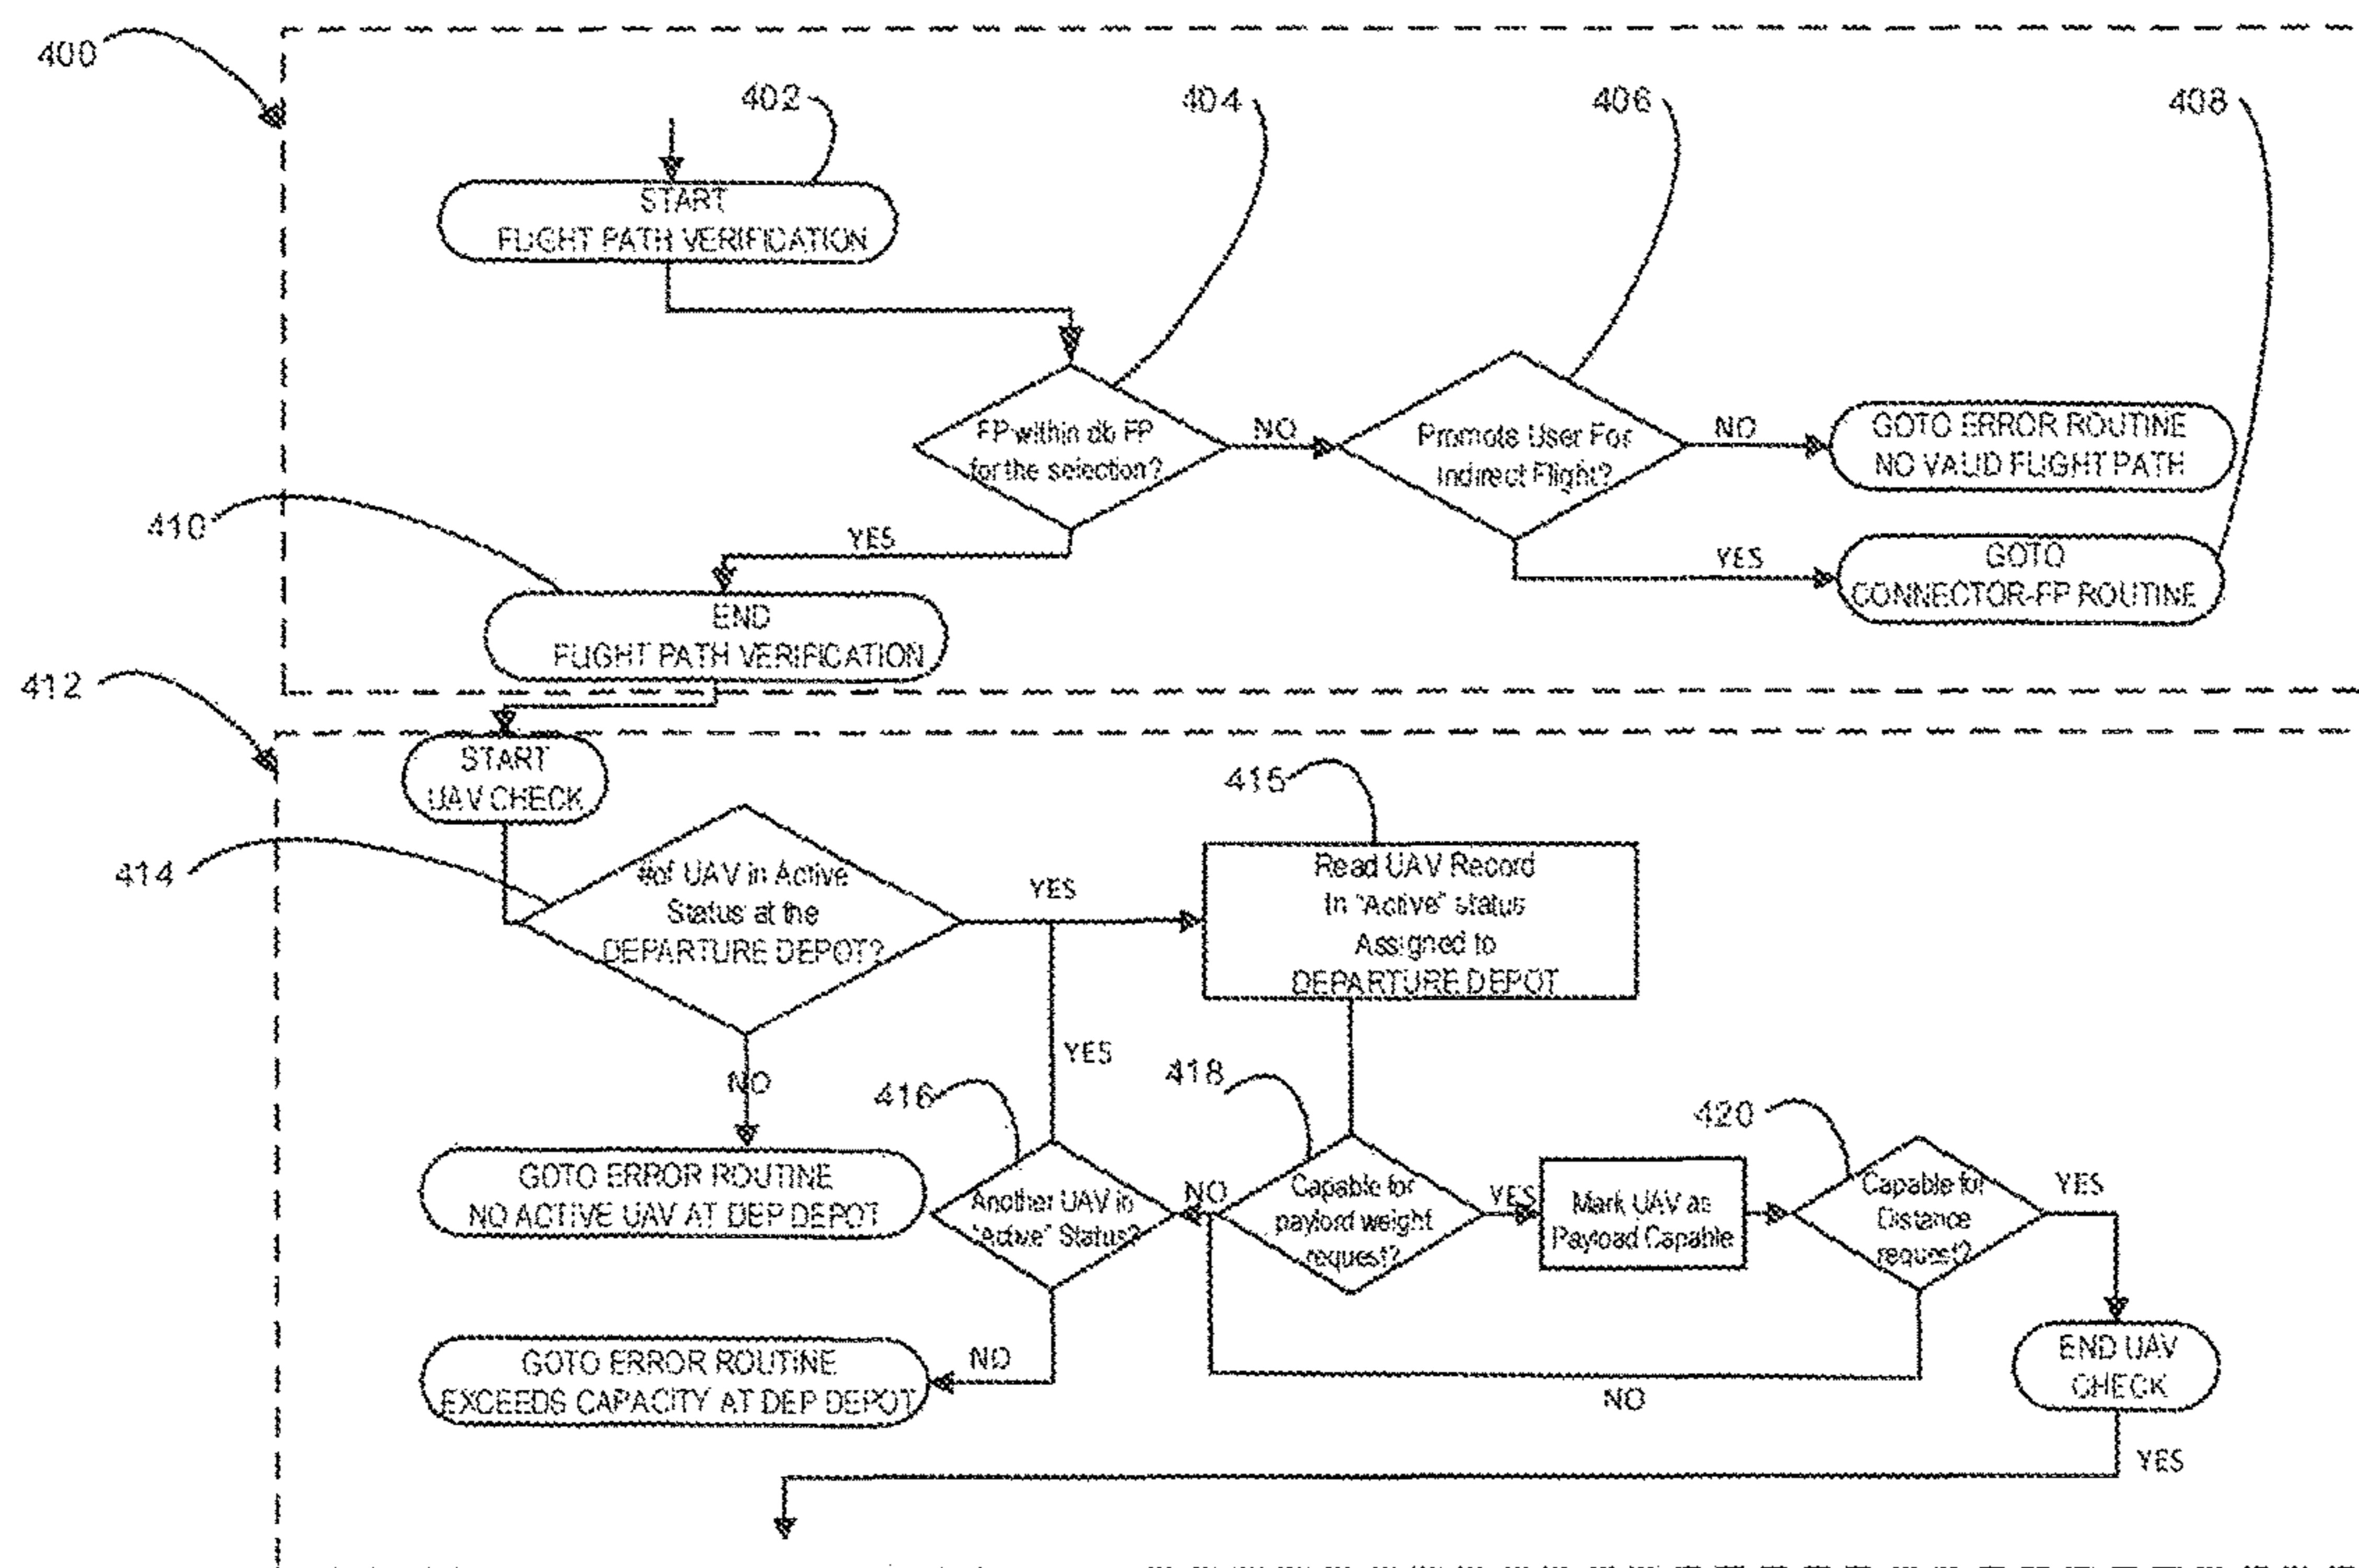 400
402
404
406
408
START
FLIGHT PATH VERIFICATION
FP within db FP
for the selection?
NO
Promote User For
Indirect Flight?
NO
GOTO ERROR ROUTINE
NO VALID FLIGHT PATH
YES
GOTO
CONNECTOR-FP ROUTINE
410
YES
END
FLIGHT PATH VERIFICATION
412
START
UAV CHECK
414
#of UAV in Active
Status at the
DEPARTURE DEPOT?
YES
415
Read UAV Record
In "Active" status
Assigned to
DEPARTURE DEPOT
NO
YES
416
418
420
GOTO ERROR ROUTINE
NO ACTIVE UAV AT DEP DEPOT
Another UAV in
"Active" Status?
NO
Capable for
paylord weight
request?
YES
Mark UAV as
Payload Capable
Capable for
Distance
request?
YES
GOTO ERROR ROUTINE
EXCEEDS CAPACITY AT DEP DEPOT
NO
NO
END UAV
CHECK
YES